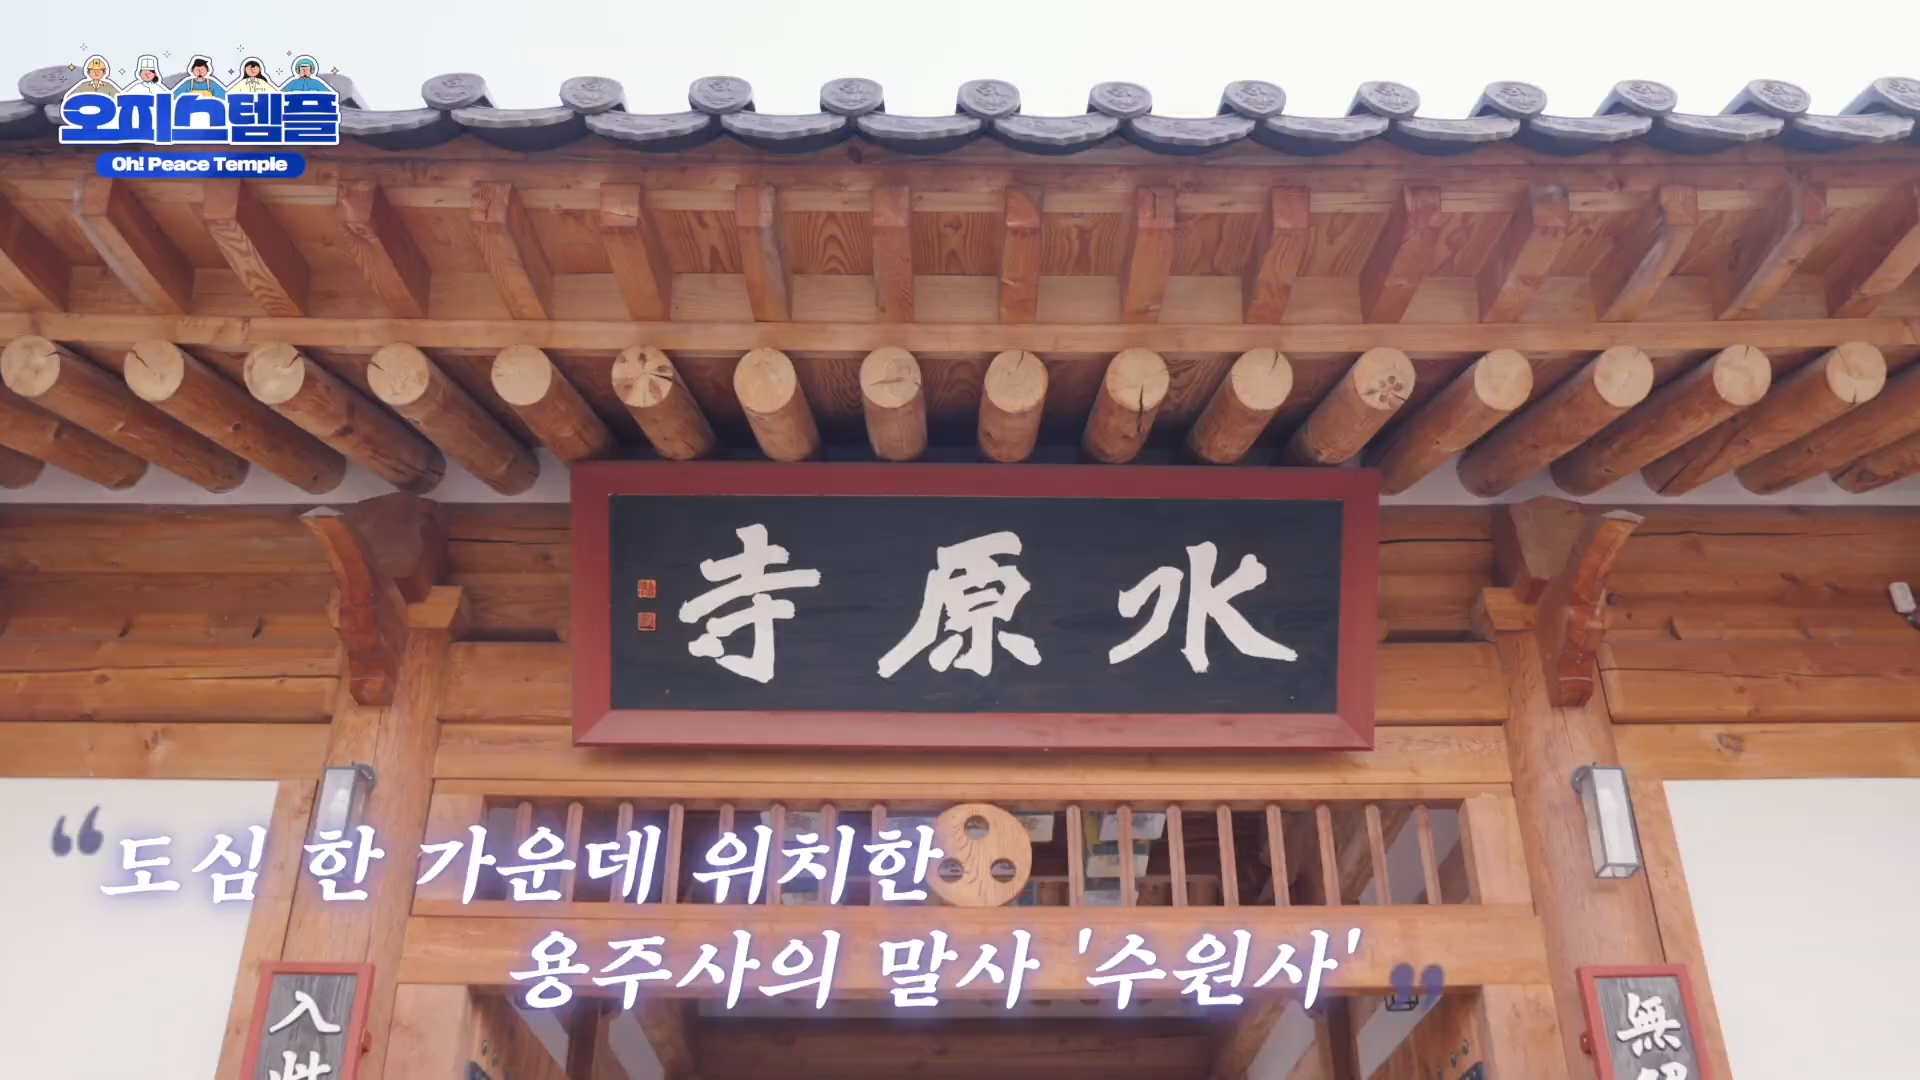 오피스템플
Oh! Peace Temple
寺原水
“도심 한 가운데 위치한
용주사의 말사 '수원사'”
入
無